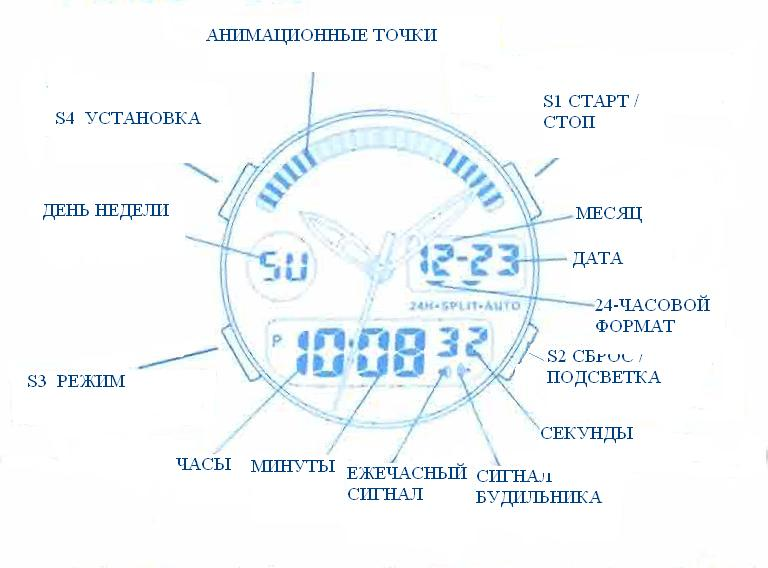 АНИМАЦИОННЫЕ ТОЧКИ
S1 СТАРТ /
СТОП
S4 УСТАНОВКА
ДЕНЬ НЕДЕЛИ
МЕСЯЦ
SU
12-23
ДАТА
24H•SPLIT•AUTO
24-ЧАСОВОЙ
ФОРМАТ
P 10:08 32
S2 СБРОС /
ПОДСВЕТКА
S3 РЕЖИМ
СЕКУНДЫ
ЧАСЫ
МИНУТЫ
ЕЖЕЧАСНЫЙ
СИГНАЛ
СИГНАЛ
БУДИЛЬНИКА